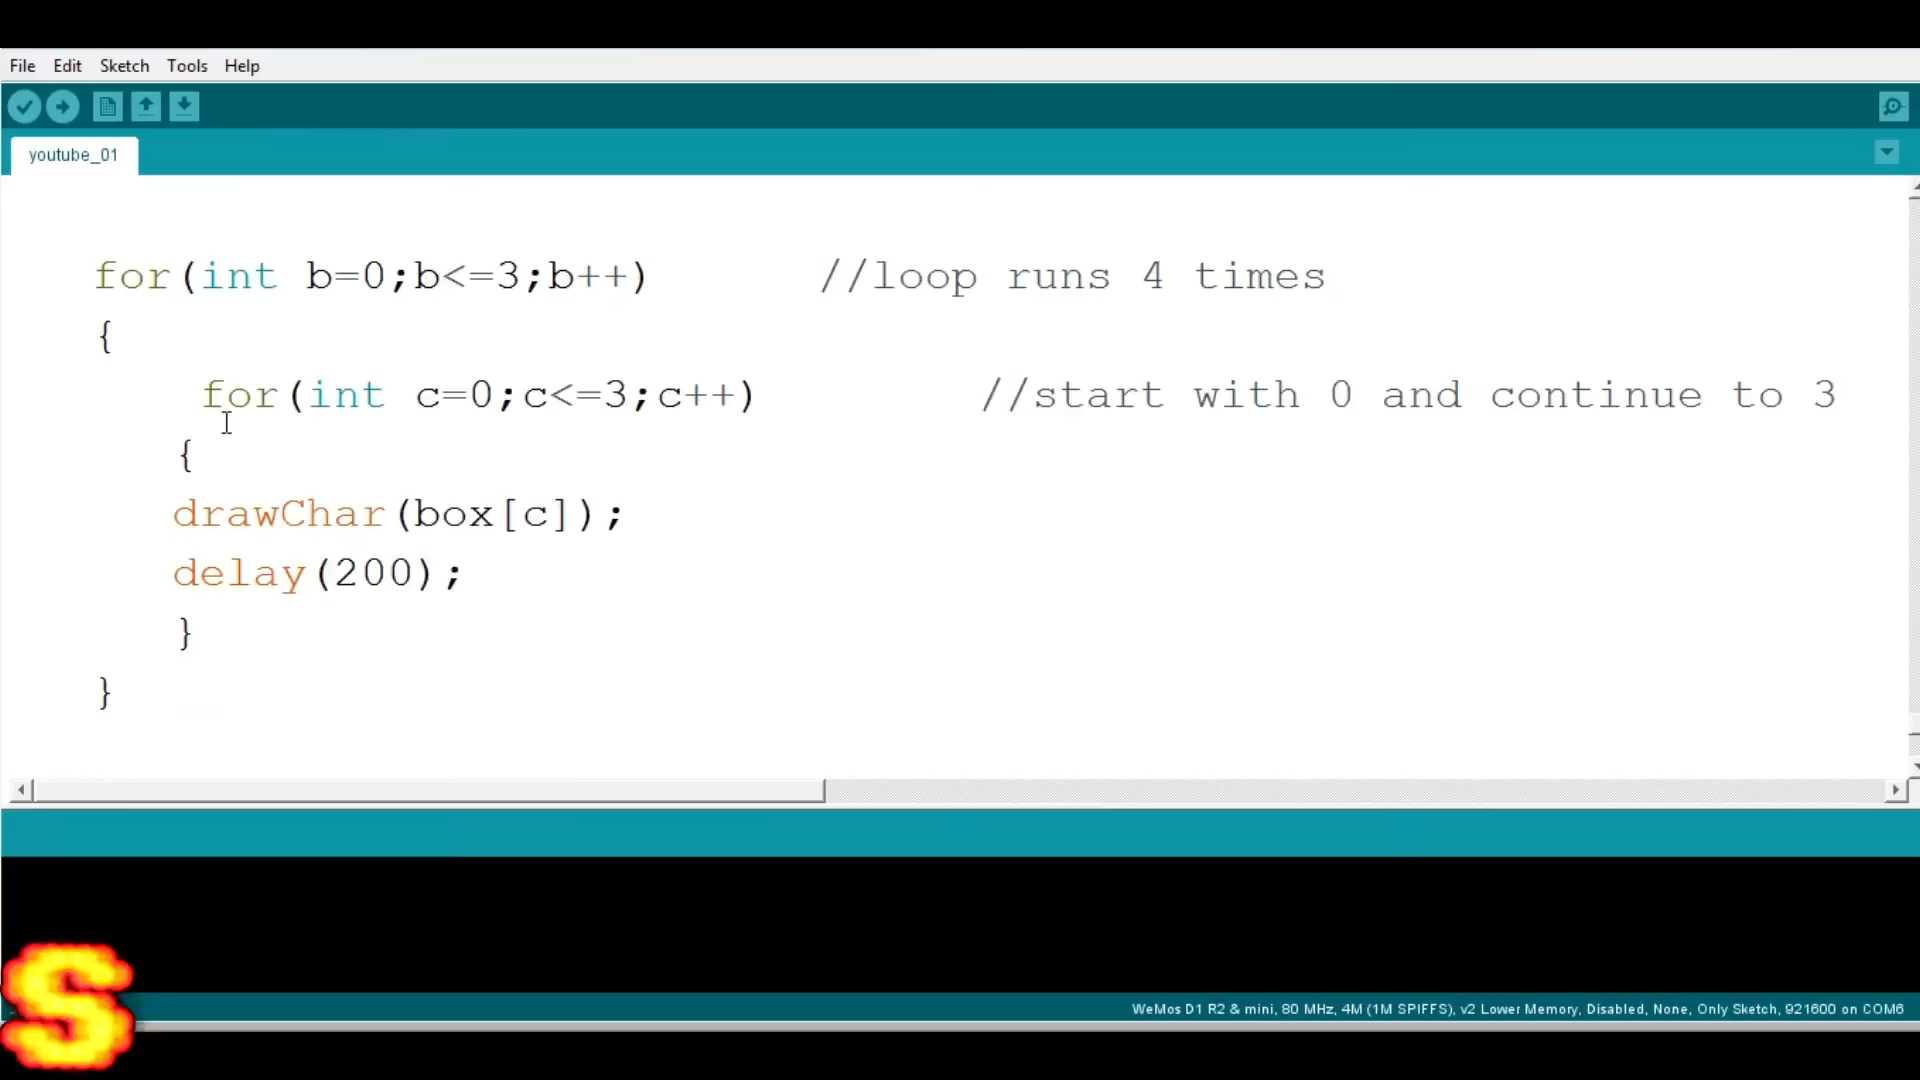 File Edit Sketch Tools Help
youtube_01
for(int b=0;b<=3;b++) //loop runs 4 times
{
for(int c=0;c<=3;c++) //start with 0 and continue to 3
{
drawChar(box[c]);
delay(200);
}
}
S
WeMos D1 R2 & mini, 80 MHz, 4M (1M SPIFFS), v2 Lower Memory, Disabled, None, Only Sketch, 921600 on COM6